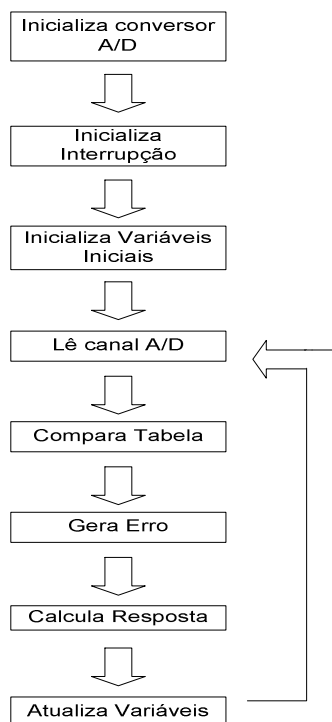 Inicializa conversor
A/D
Inicializa
Interrupção
Inicializa Variáveis
Iniciais
Lê canal A/D
Compara Tabela
Gera Erro
Calcula Resposta
Atualiza Variáveis